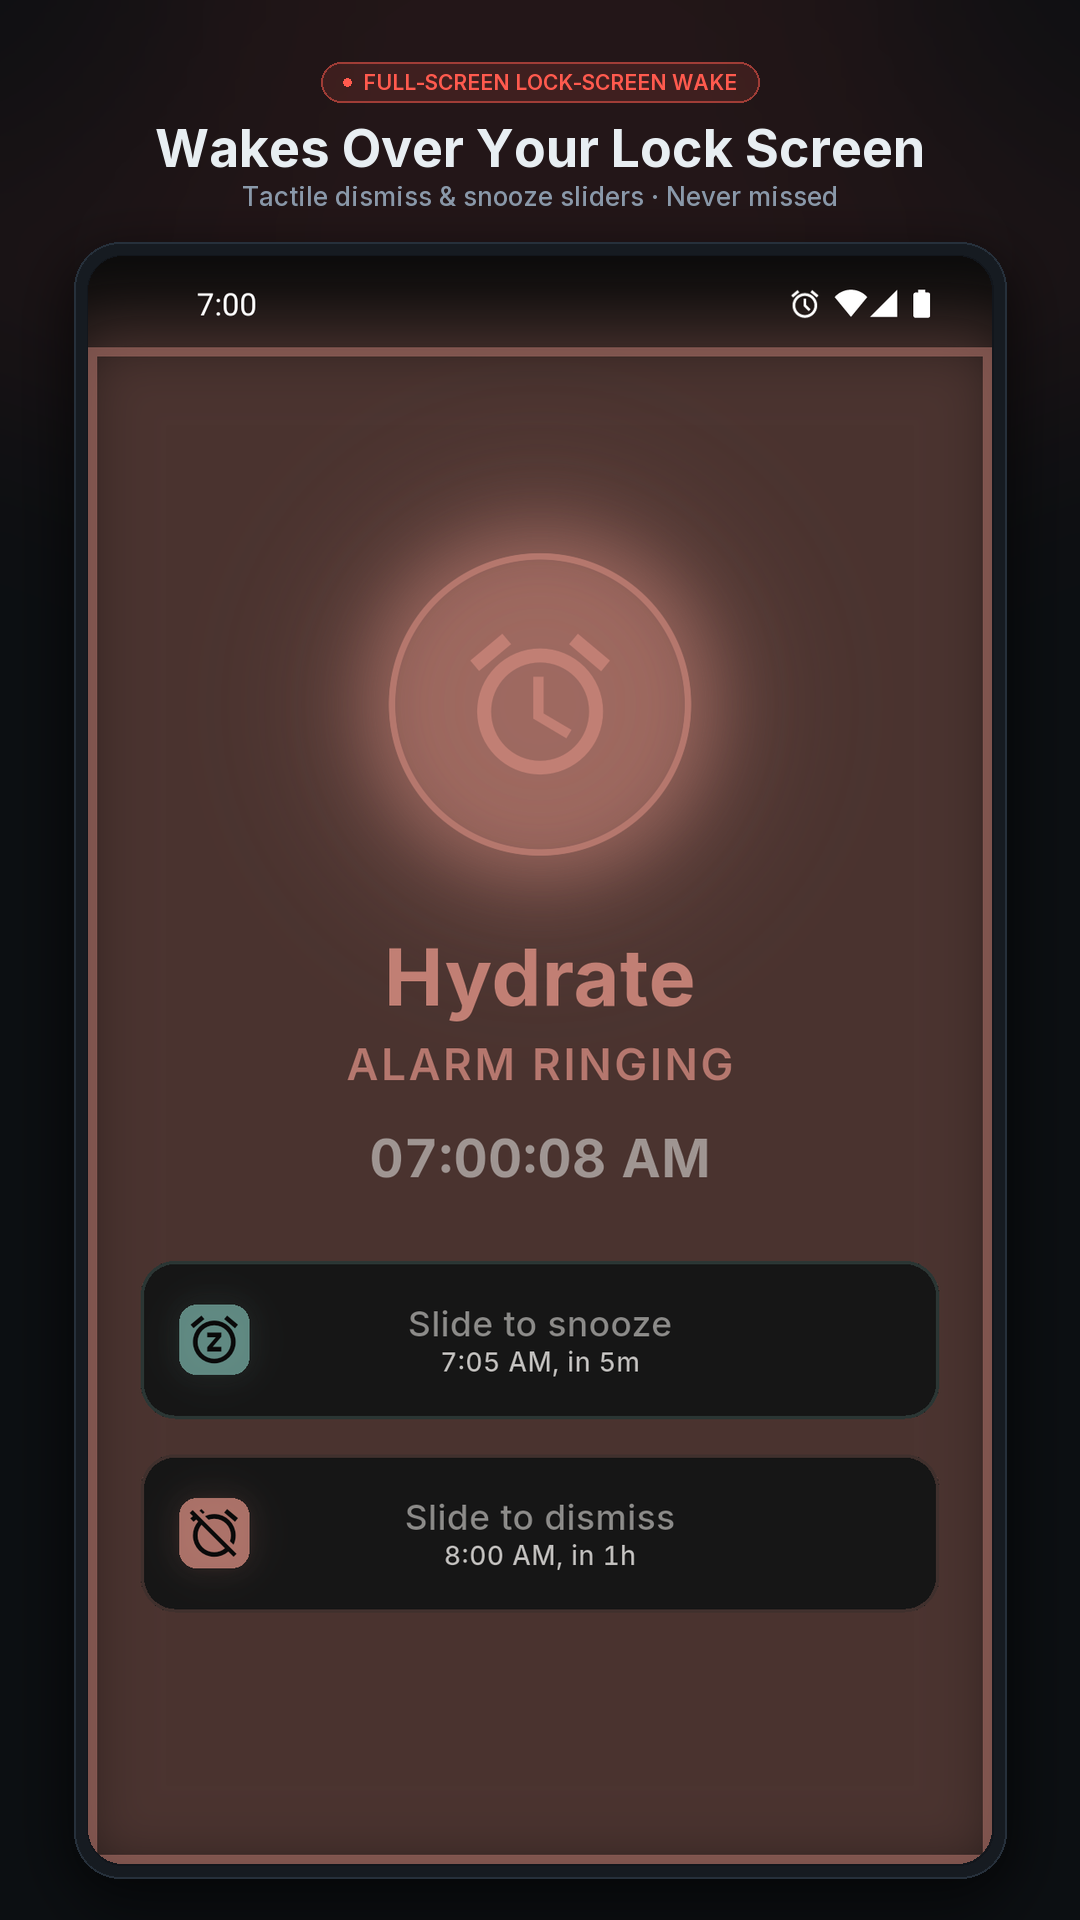 FULL-SCREEN LOCK-SCREEN WAKE
Wakes Over Your Lock Screen
Tactile dismiss & snooze sliders · Never missed
7:00
Hydrate
ALARM RINGING
07:00:08 AM
Slide to snooze
7:05 AM, in 5m
Slide to dismiss
8:00 AM, in 1h